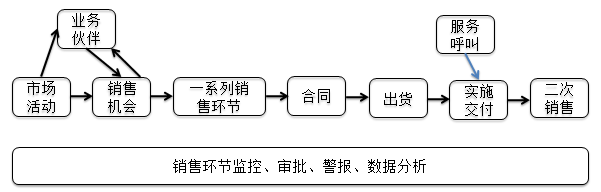 业务
伙伴
服务
呼叫
市场
活动
销售
机会
一系列销
售环节
合同
出货
实施
交付
二次
销售
销售环节监控、审批、警报、数据分析